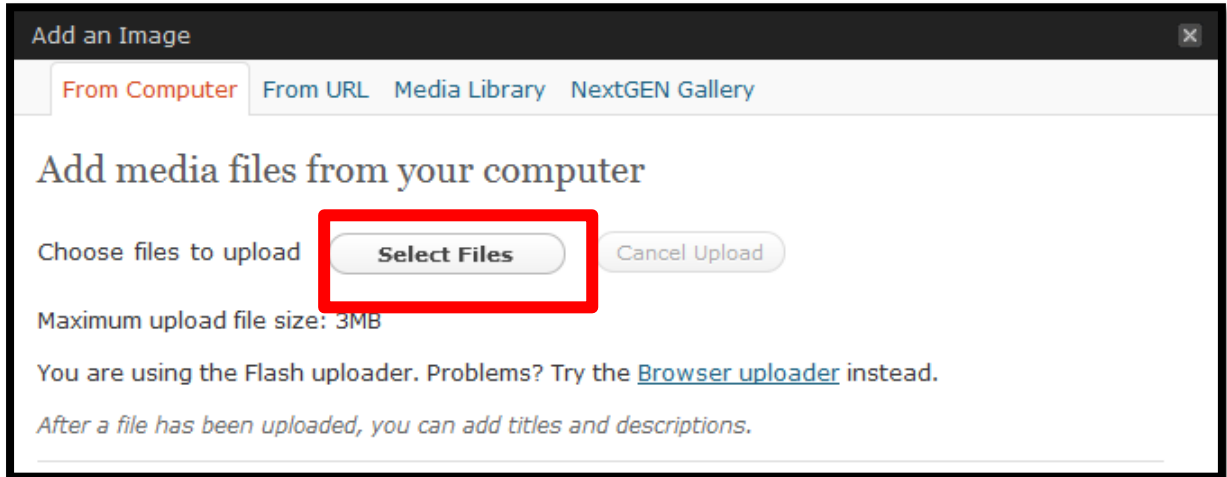 Add an Image
From Computer From URL Media Library NextGEN Gallery
Add media files from your computer
Choose files to upload Select Files Cancel Upload
Maximum upload file size: 3MB
You are using the Flash uploader. Problems? Try the Browser uploader instead.
After a file has been uploaded, you can add titles and descriptions.